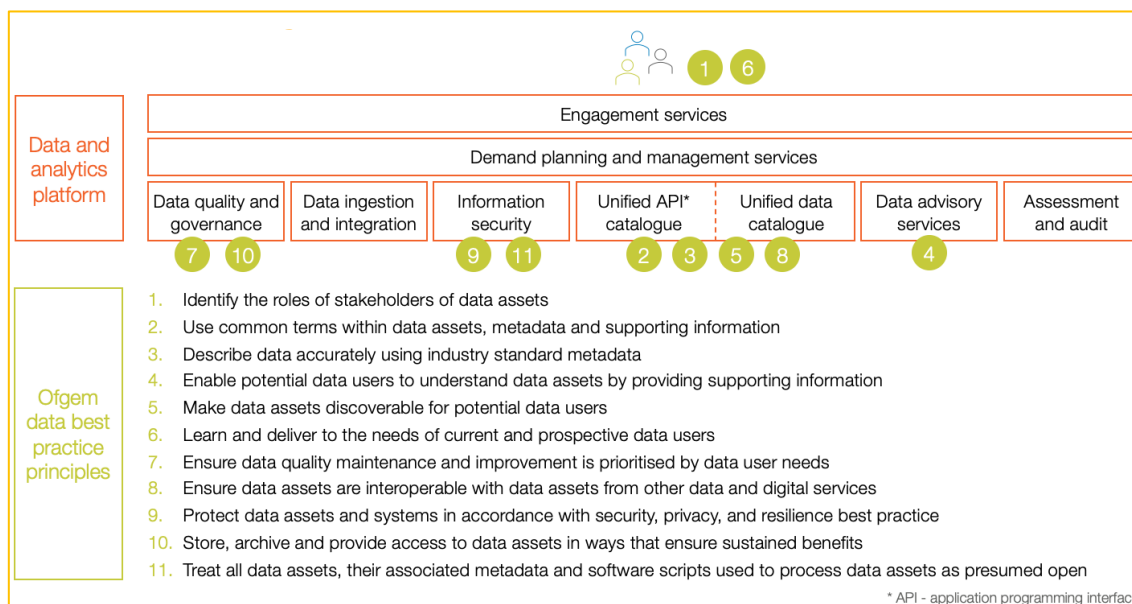 1 6
Engagement services
Data and
analytics
platform
Demand planning and management services
Data quality and
governance
Data ingestion
and integration
Information
security
Unified API*
catalogue
Unified data
catalogue
Data advisory
services
Assessment
and audit
7 10 9 11 2 3 5 8 4
Ofgem
data best
practice
principles
1. Identify the roles of stakeholders of data assets
2. Use common terms within data assets, metadata and supporting information
3. Describe data accurately using industry standard metadata
4. Enable potential data users to understand data assets by providing supporting information
5. Make data assets discoverable for potential data users
6. Learn and deliver to the needs of current and prospective data users
7. Ensure data quality maintenance and improvement is prioritised by data user needs
8. Ensure data assets are interoperable with data assets from other data and digital services
9. Protect data assets and systems in accordance with security, privacy, and resilience best practice
10. Store, archive and provide access to data assets in ways that ensure sustained benefits
11. Treat all data assets, their associated metadata and software scripts used to process data assets as presumed open
* API - application programming interfac